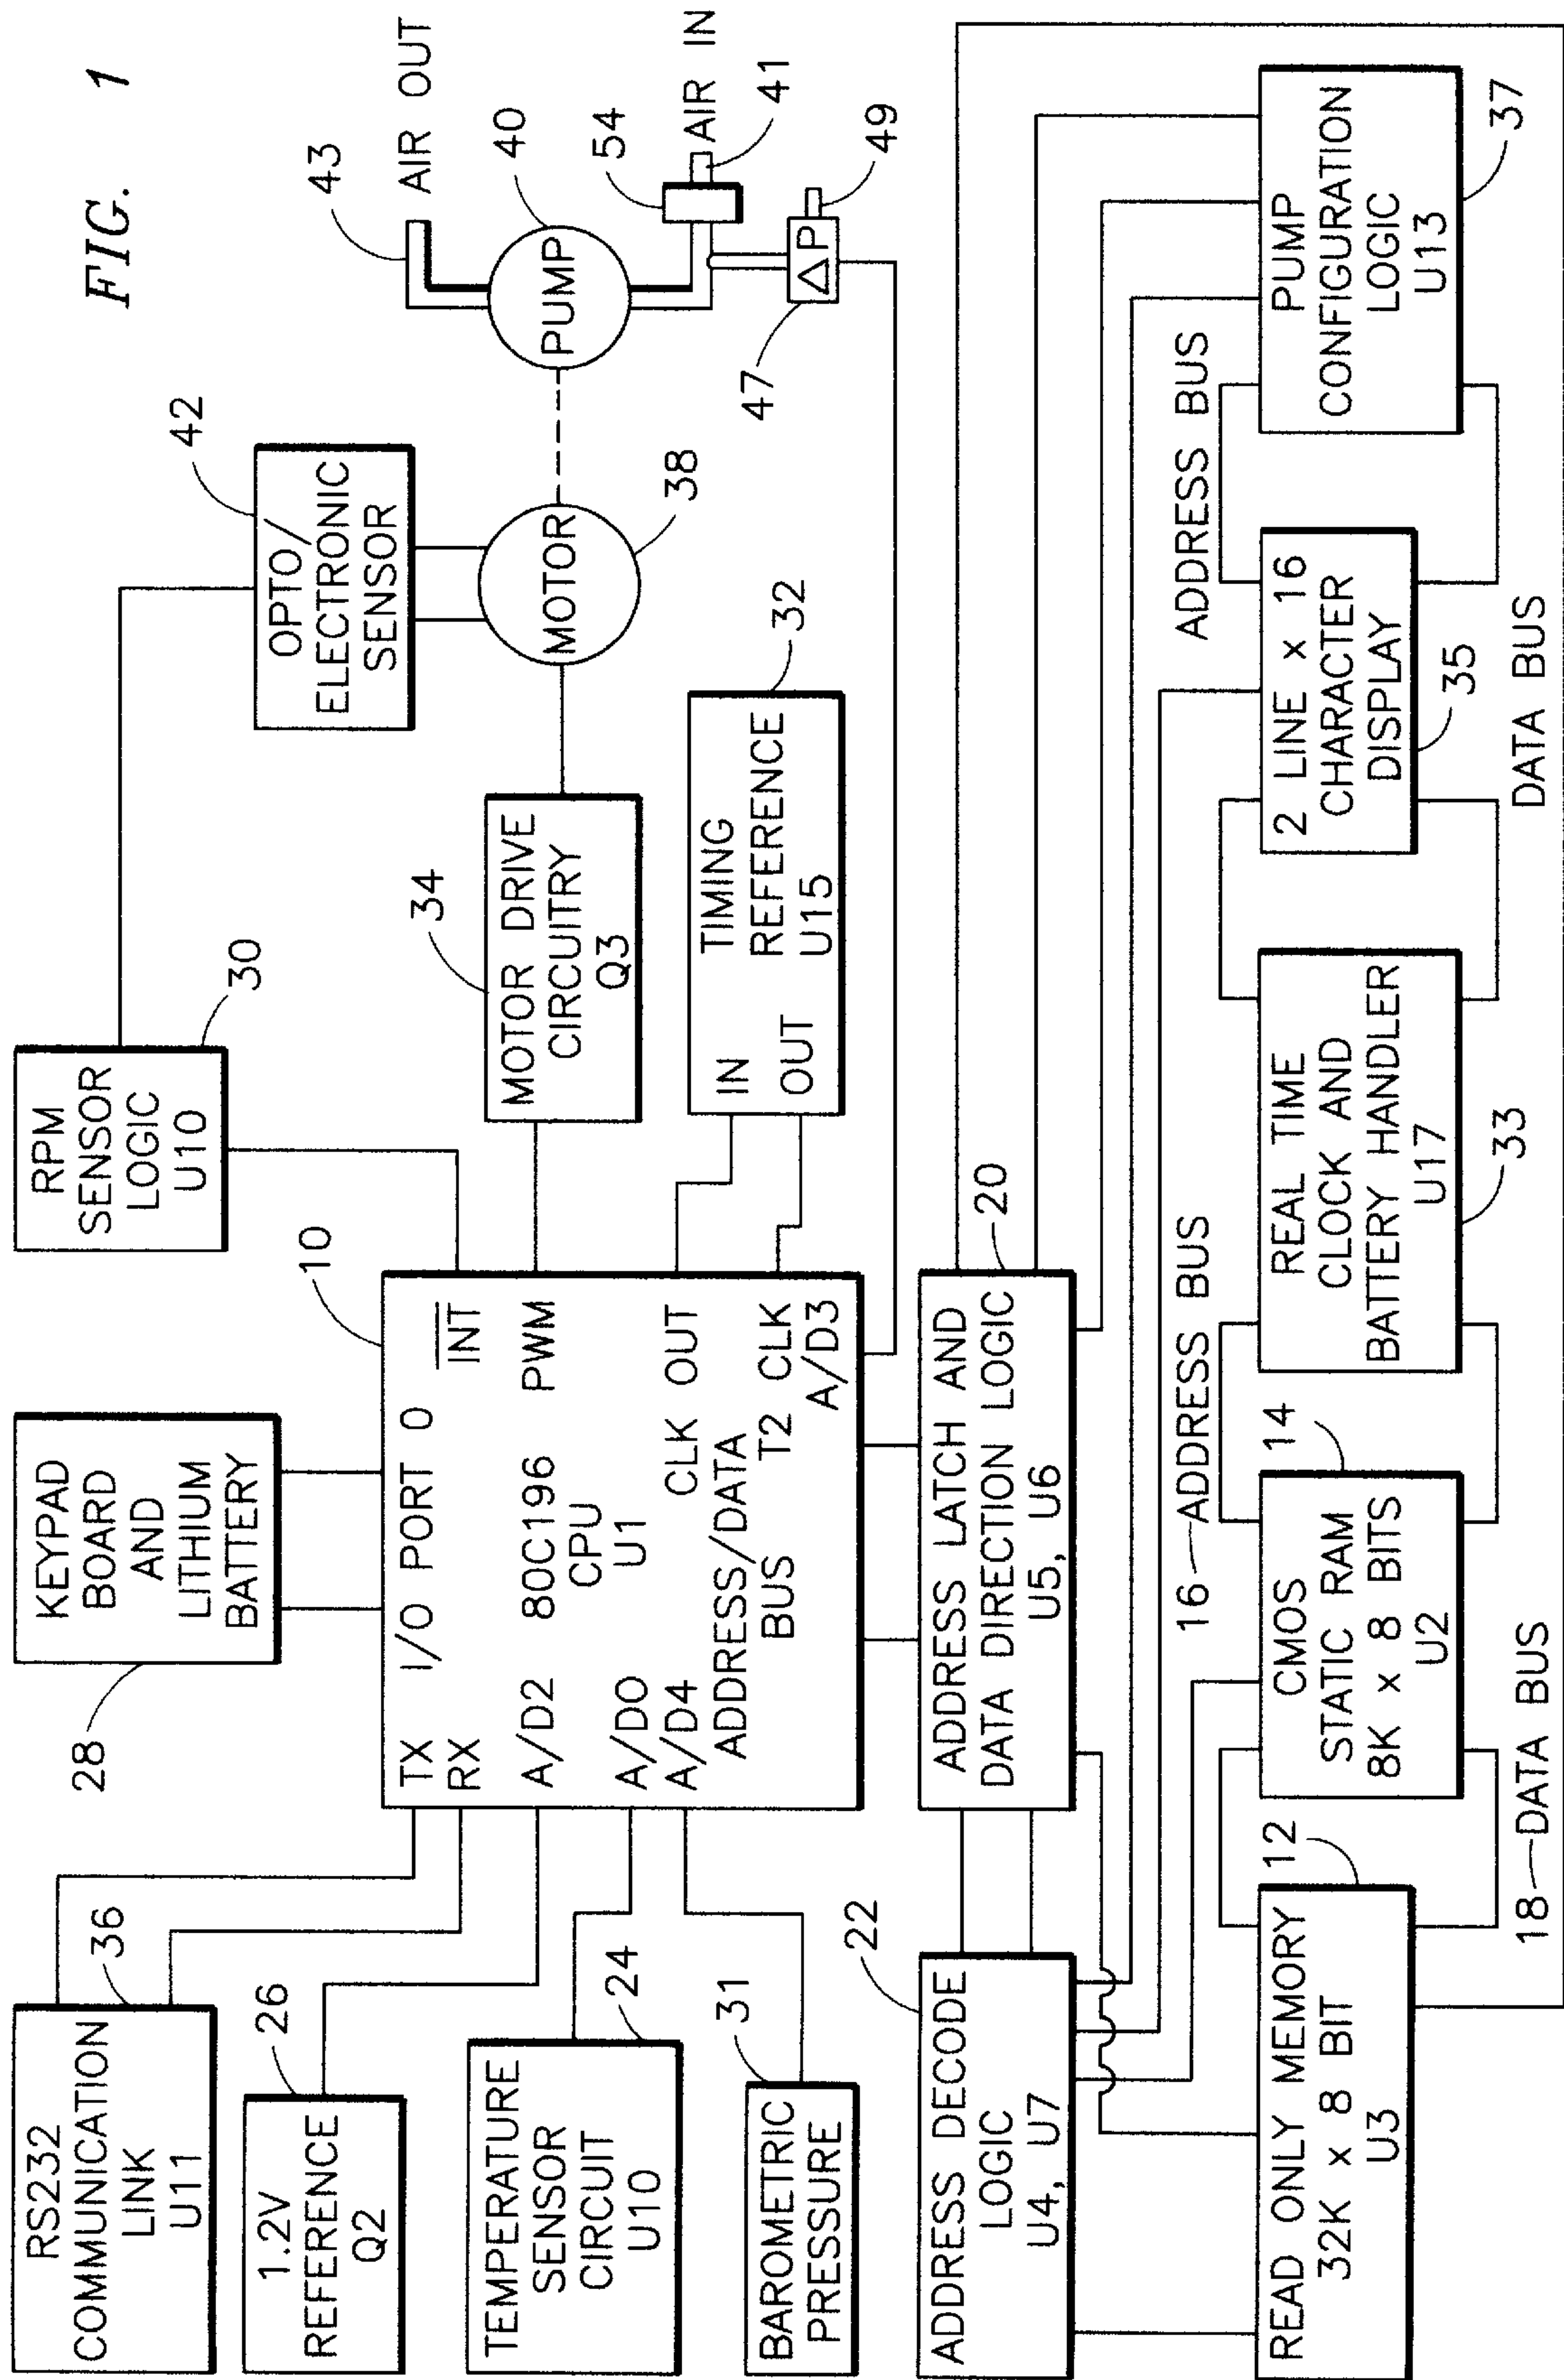 FIG. 1
RS232
COMMUNICATION
LINK
U11
36
1.2V
REFERENCE
Q2
26
TEMPERATURE
SENSOR
CIRCUIT
U10
24
BAROMETRIC
PRESSURE
31
KEYPAD
BOARD
AND
LITHIUM
BATTERY
28
RPM
SENSOR
LOGIC
U10
30
10
TX
RX
I/O PORT 0
INT
A/D2
80C196
CPU
U1
PWM
A/D0
A/D4
CLK OUT
ADDRESS/DATA
BUS
T2 CLK
A/D3
OPTO/
ELECTRONIC
SENSOR
42
MOTOR DRIVE
CIRCUITRY
Q3
34
MOTOR
38
PUMP
40
43
AIR OUT
54
AIR IN
41
ΔP
47
49
IN
OUT
TIMING
REFERENCE
U15
32
ADDRESS DECODE
LOGIC
U4, U7
22
ADDRESS LATCH AND
DATA DIRECTION LOGIC
U5, U6
20
16
ADDRESS BUS
ADDRESS BUS
READ ONLY MEMORY
32K x 8 BIT
U3
12
CMOS
STATIC RAM
8K x 8 BITS
U2
14
REAL TIME
CLOCK AND
BATTERY HANDLER
U17
33
2 LINE x 16
CHARACTER
DISPLAY
35
PUMP
CONFIGURATION
LOGIC
U13
37
18
DATA BUS
DATA BUS